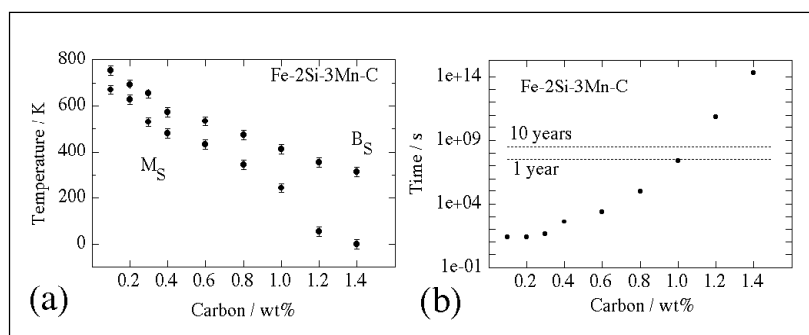 800
600
400
200
0
Temperature / K
Fe-2Si-3Mn-C
M_S
B_S
0.2 0.4 0.6 0.8 1.0 1.2 1.4
Carbon / wt%
(a)
1e+14
1e+09
1e+04
1e-01
Time / s
Fe-2Si-3Mn-C
10 years
1 year
0.2 0.4 0.6 0.8 1.0 1.2 1.4
Carbon / wt%
(b)